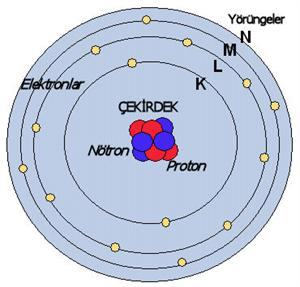 Yörüngeler
N
M
L
K
Elektronlar
ÇEKİRDEK
Nötron
Proton